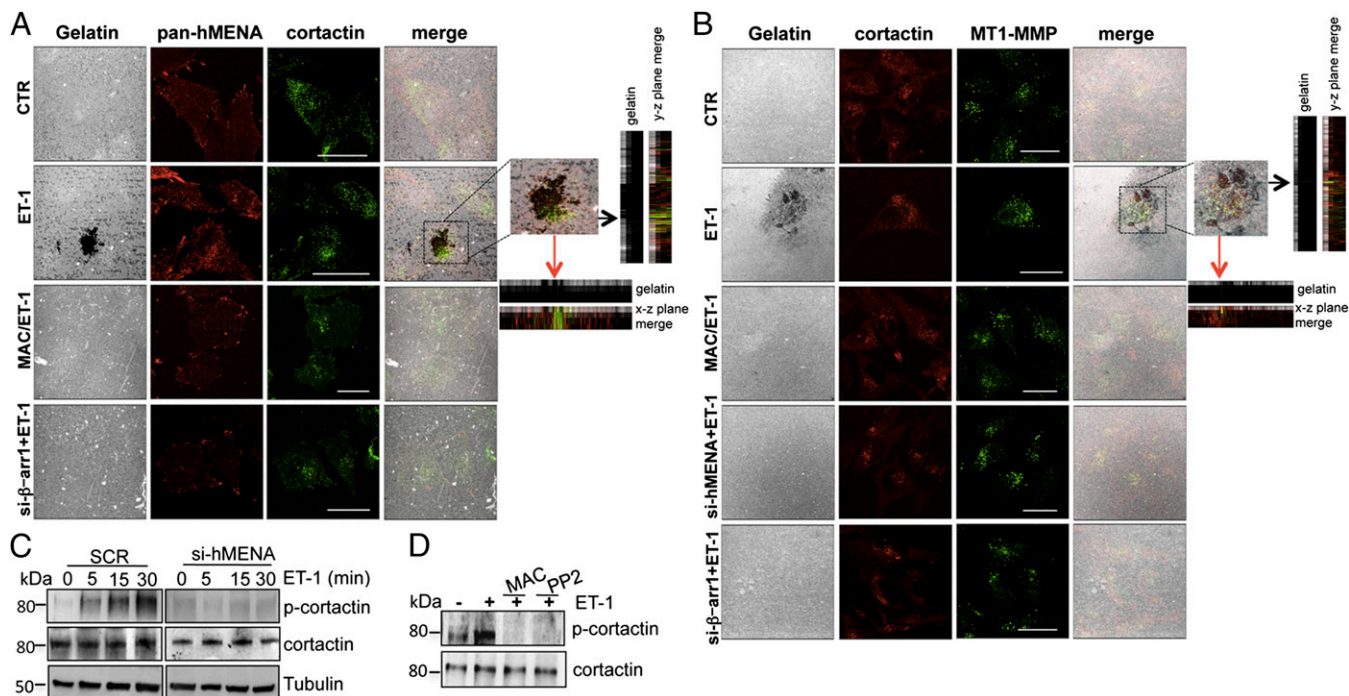 A
Gelatin pan-hMENA cortactin merge
CTR
ET-1
MAC/ET-1
si-β-arr1+ET-1
gelatin
y-z plane merge
gelatin
x-z plane
merge
B
Gelatin cortactin MT1-MMP merge
CTR
ET-1
MAC/ET-1
si-hMENA+ET-1
si-β-arr1+ET-1
gelatin
y-z plane merge
gelatin
x-z plane
merge
C
SCR si-hMENA
kDa 0 5 15 30 0 5 15 30 ET-1 (min)
80 p-cortactin
80 cortactin
50 Tubulin
D
MAC PP2
kDa - + + + ET-1
80 p-cortactin
80 cortactin